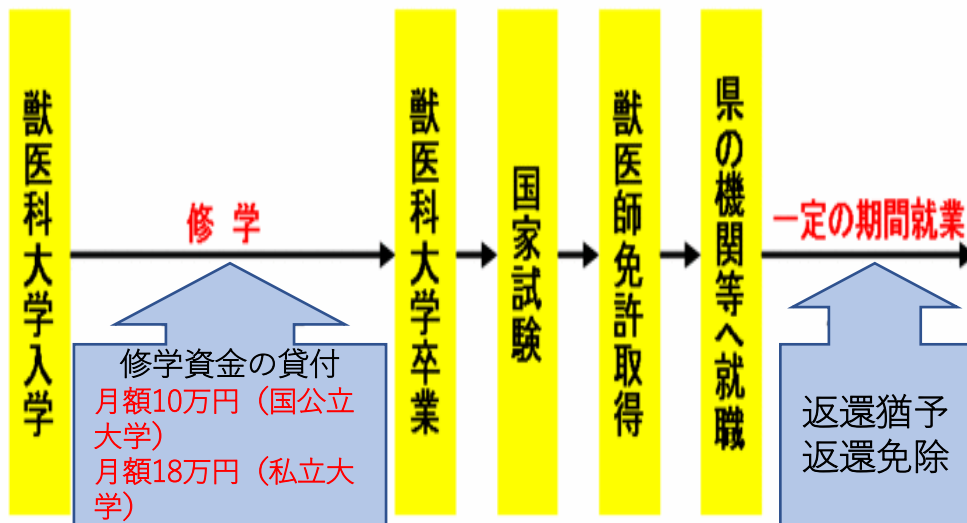 獣医科大学入学
修 学
修学資金の貸付
月額10万円（国公立
大学）
月額18万円（私立大
学）
獣医科大学卒業
国家試験
獣医師免許取得
県の機関等へ就職
一定の期間就業
返還猶予
返還免除